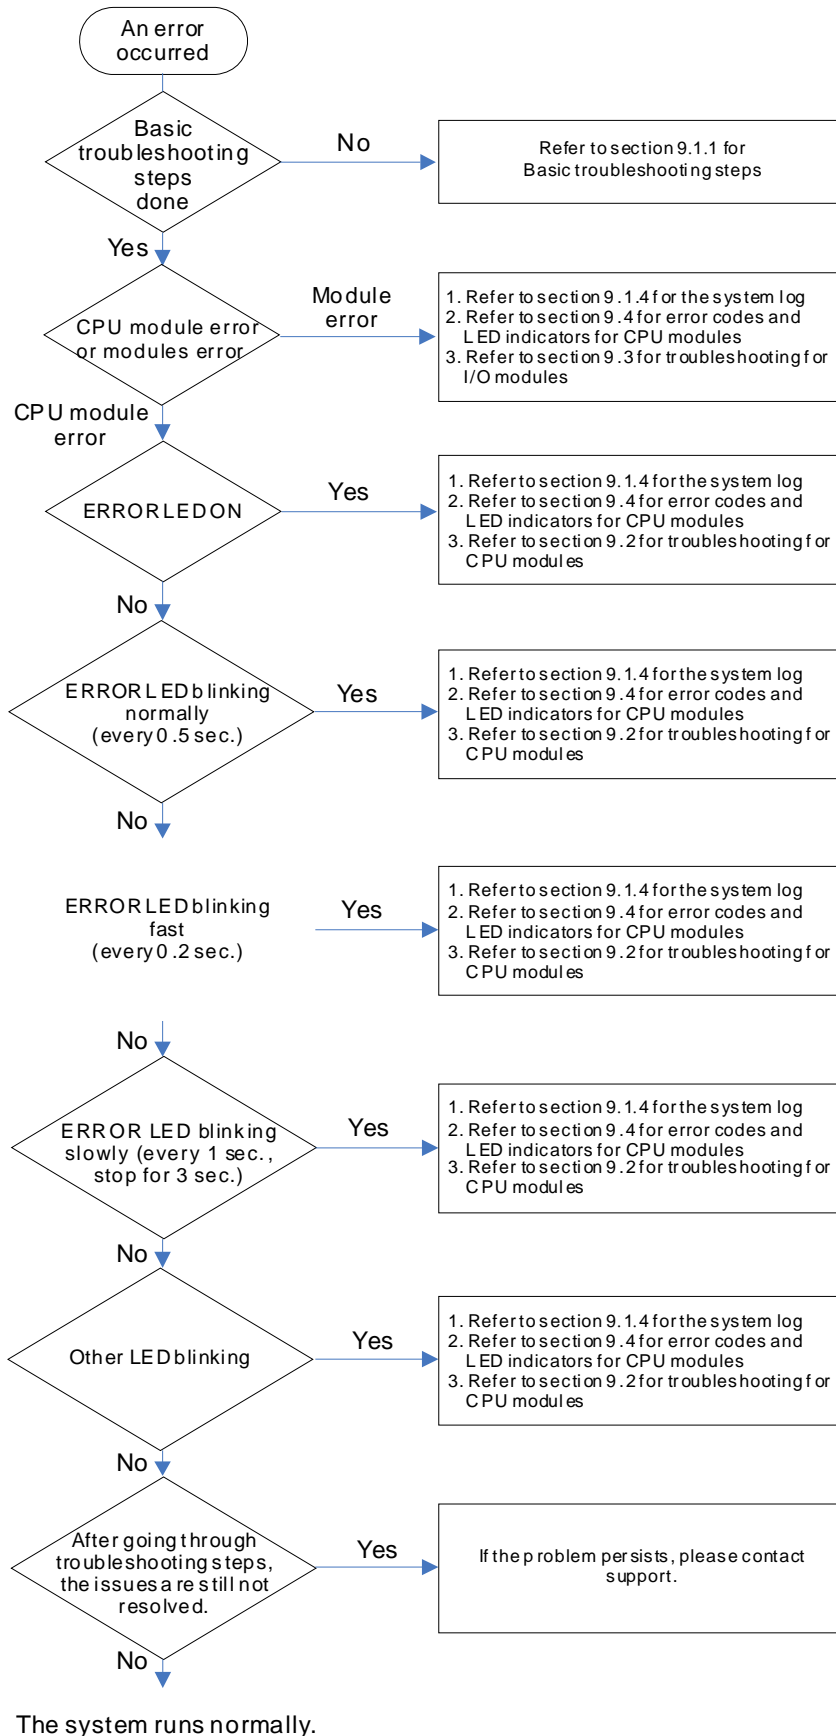 An error
occurred
Basic
troubleshooting
steps
done
No
Refer to section 9.1.1 for
Basic troubleshooting steps
Yes
CPU module error
or modules error
Module
error
1. Refer to section 9.1.4 for the system log
2. Refer to section 9.4 for error codes and
LED indicators for CPU modules
3. Refer to section 9.3 for troubleshooting for
I/O modules
CPU module
error
ERROR LED ON
Yes
1. Refer to section 9.1.4 for the system log
2. Refer to section 9.4 for error codes and
LED indicators for CPU modules
3. Refer to section 9.2 for troubleshooting for
CPU modules
No
ERROR LED blinking
normally
(every 0.5 sec.)
Yes
1. Refer to section 9.1.4 for the system log
2. Refer to section 9.4 for error codes and
LED indicators for CPU modules
3. Refer to section 9.2 for troubleshooting for
CPU modules
No
ERROR LED blinking
fast
(every 0.2 sec.)
Yes
1. Refer to section 9.1.4 for the system log
2. Refer to section 9.4 for error codes and
LED indicators for CPU modules
3. Refer to section 9.2 for troubleshooting for
CPU modules
No
ERROR LED blinking
slowly (every 1 sec.,
stop for 3 sec.)
Yes
1. Refer to section 9.1.4 for the system log
2. Refer to section 9.4 for error codes and
LED indicators for CPU modules
3. Refer to section 9.2 for troubleshooting for
CPU modules
No
Other LED blinking
Yes
1. Refer to section 9.1.4 for the system log
2. Refer to section 9.4 for error codes and
LED indicators for CPU modules
3. Refer to section 9.2 for troubleshooting for
CPU modules
No
After going through
troubleshooting steps,
the issues are still not
resolved.
Yes
If the problem persists, please contact
support.
No
The system runs normally.